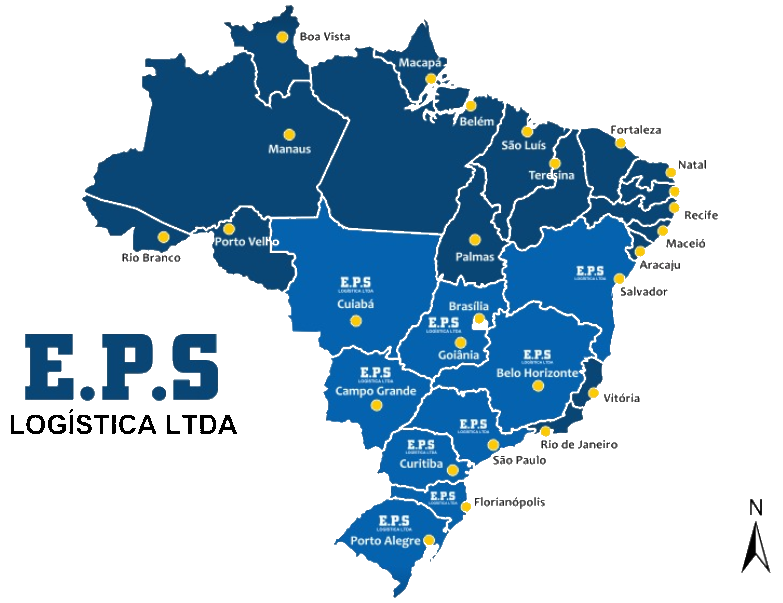 Boa Vista
Macapá
Belém
São Luís
Fortaleza
Manaus
Teresina
Natal
Recife
Rio Branco
Porto Velho
Palmas
Maceió
Aracaju
Salvador
E.P.S
LOGÍSTICA LTDA
E.P.S
LOGÍSTICA LTDA
Cuiabá
Brasília
E.P.S
LOGÍSTICA LTDA
Goiânia
E.P.S
LOGÍSTICA LTDA
Belo Horizonte
E.P.S
LOGÍSTICA LTDA
Campo Grande
Vitória
E.P.S
LOGÍSTICA LTDA
E.P.S
LOGÍSTICA LTDA
Rio de Janeiro
São Paulo
E.P.S
LOGÍSTICA LTDA
Curitiba
E.P.S
LOGÍSTICA LTDA
Florianópolis
E.P.S
LOGÍSTICA LTDA
Porto Alegre
N